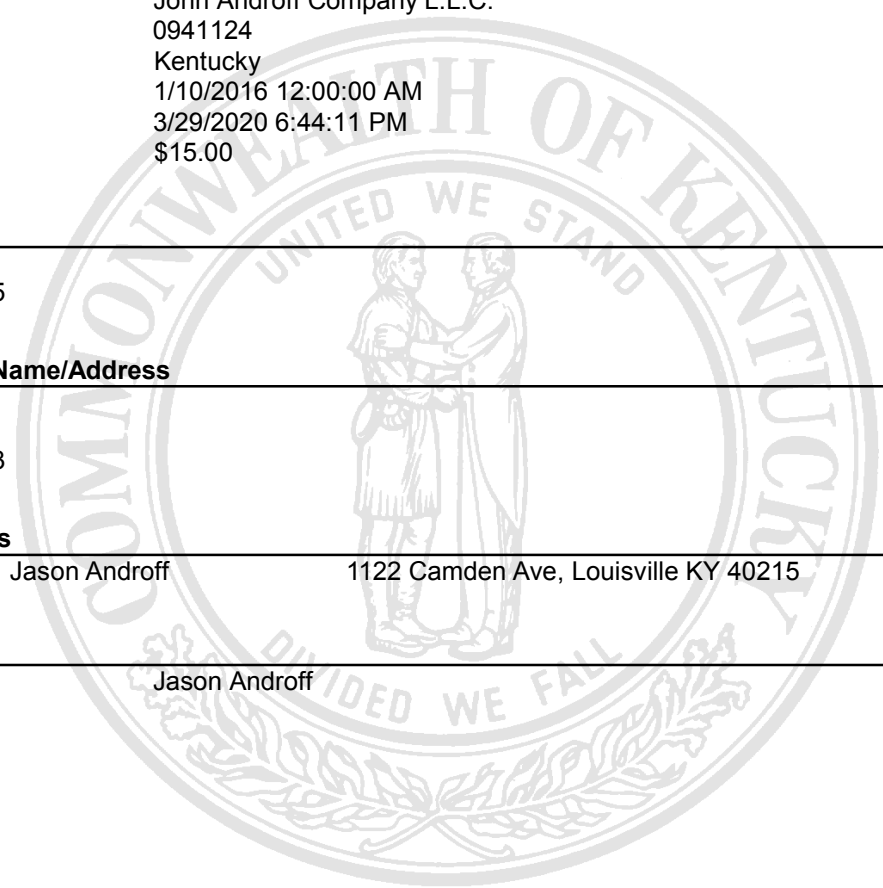 John Androff Company L.L.C.
0941124
Kentucky
1/10/2016 12:00:00 AM
3/29/2020 6:44:11 PM
$15.00
COMMONWEALTH OF KENTUCKY
UNITED WE STAND
5
Name/Address
3
s
Jason Androff 1122 Camden Ave, Louisville KY 40215
DIVIDED WE FALL
Jason Androff